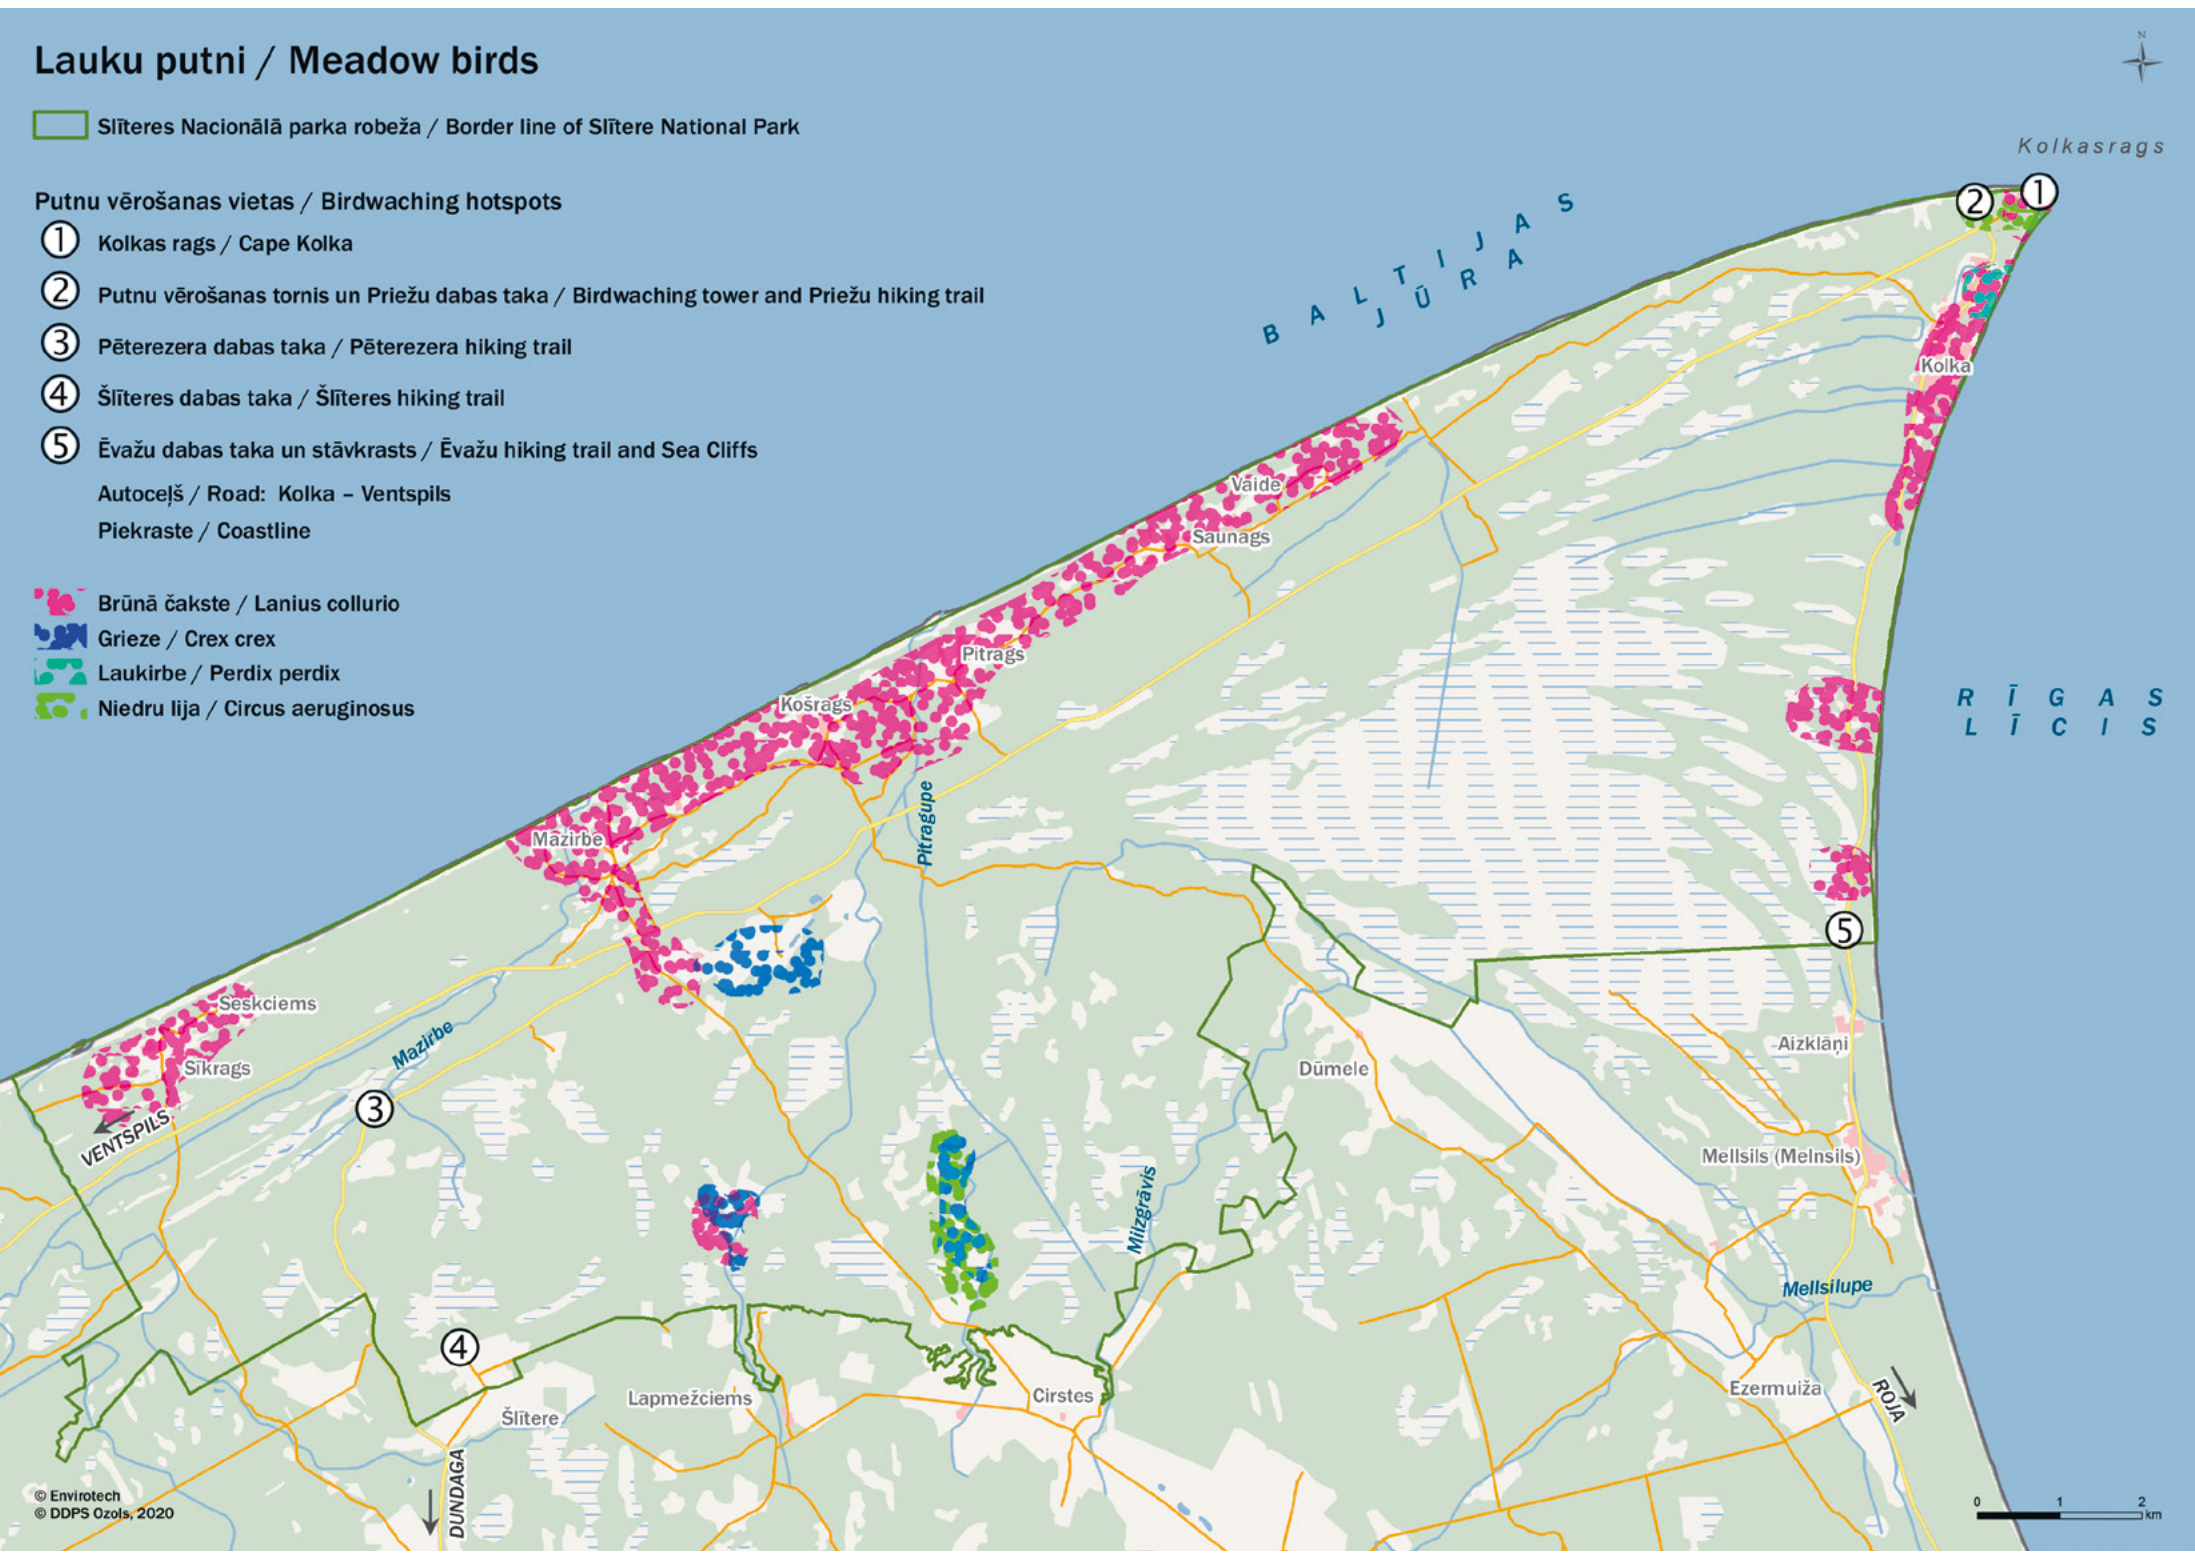 Lauku putni / Meadow birds
Slīteres Nacionālā parka robeža / Border line of Slītere National Park
Putnu vērošanas vietas / Birdwaching hotspots
1 Kolkas rags / Cape Kolka
2 Putnu vērošanas tornis un Priežu dabas taka / Birdwaching tower and Priežu hiking trail
3 Pēterezera dabas taka / Pēterezera hiking trail
4 Šlīteres dabas taka / Šlīteres hiking trail
5 Ēvažu dabas taka un stāvkrasts / Ēvažu hiking trail and Sea Cliffs
Autoceļš / Road: Kolka – Ventspils
Piekraste / Coastline
Brūnā čakste / Lanius collurio
Grieze / Crex crex
Laukirbe / Perdix perdix
Niedru lija / Circus aeruginosus
N
Kolkasrags
2
1
BALTIJAS
JŪRA
Kolka
Vaide
Saunags
Pitrags
Košrags
RĪGAS
LĪCIS
Mazirbe
Pitragupe
5
Seskciems
Mazirbe
Sīkrags
Aizklāņi
Dūmele
3
VENTSPILS
Mellsils (Melnsils)
Milzgrāvis
Mellsilupe
4
Lapmežciems
Cirstes
Ezermuiža
ROJA
Šlītere
DUNDAGA
© Envirotech
© DDPS Ozols, 2020
0 1 2
km